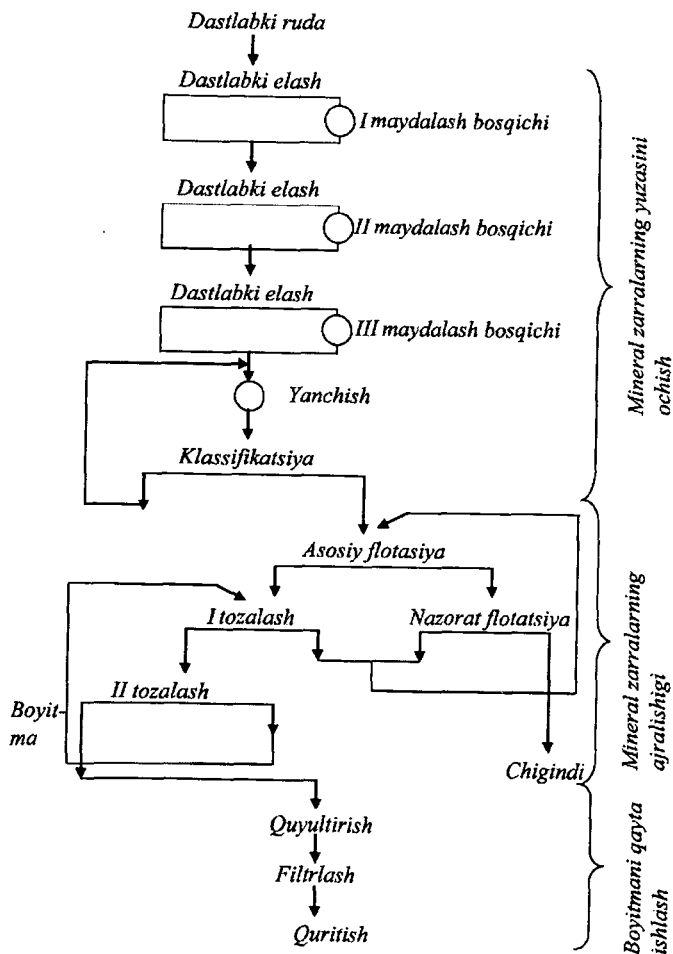 Dastlabki ruda
Dastlabki elash
I maydalash bosqichi
Dastlabki elash
II maydalash bosqichi
Dastlabki elash
III maydalash bosqichi
Yanchish
Klassifikatsiya
Mineral zarralarning yuzasini
ochish
Asosiy flotasiya
I tozalash
Nazorat flotatsiya
II tozalash
Boyit-
ma
Chigindi
Mineral zarralarning
ajralishigi
Quyultirish
Filtrlash
Quritish
Boyitmani qayta
ishlash